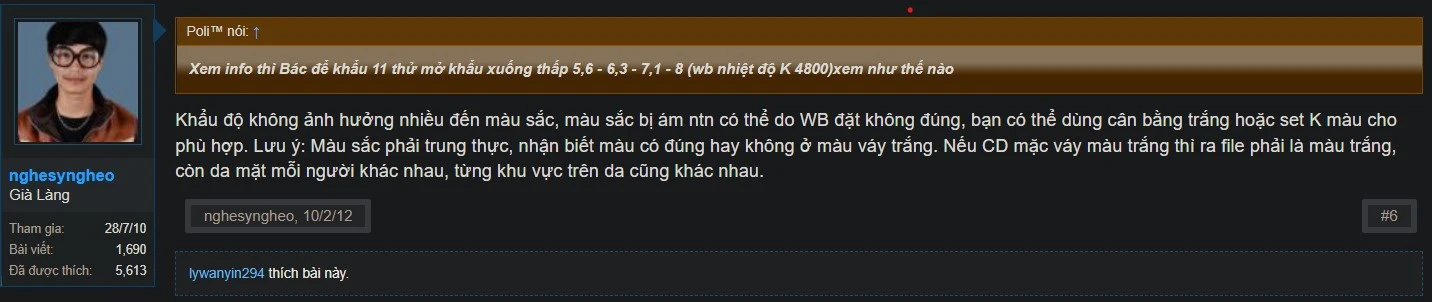 Poli™ nói: ↑
Xem info thì Bác để khẩu 11 thử mở khẩu xuống thấp 5,6 - 6,3 - 7,1 - 8 (wb nhiệt độ K 4800)xem như thế nào
Khẩu độ không ảnh hưởng nhiều đến màu sắc, màu sắc bị ám ntn có thể do WB đặt không đúng, bạn có thể dùng cân bằng trắng hoặc set K màu cho
phù hợp. Lưu ý: Màu sắc phải trung thực, nhận biết màu có đúng hay không ở màu váy trắng. Nếu CD mặc váy màu trắng thì ra file phải là màu trắng,
còn da mặt mỗi người khác nhau, từng khu vực trên da cũng khác nhau.
nghesyngheo
Già Làng
Tham gia: 28/7/10
Bài viết: 1,690
Đã được thích: 5,613
nghesyngheo, 10/2/12
#6
lywanyin294 thích bài này.